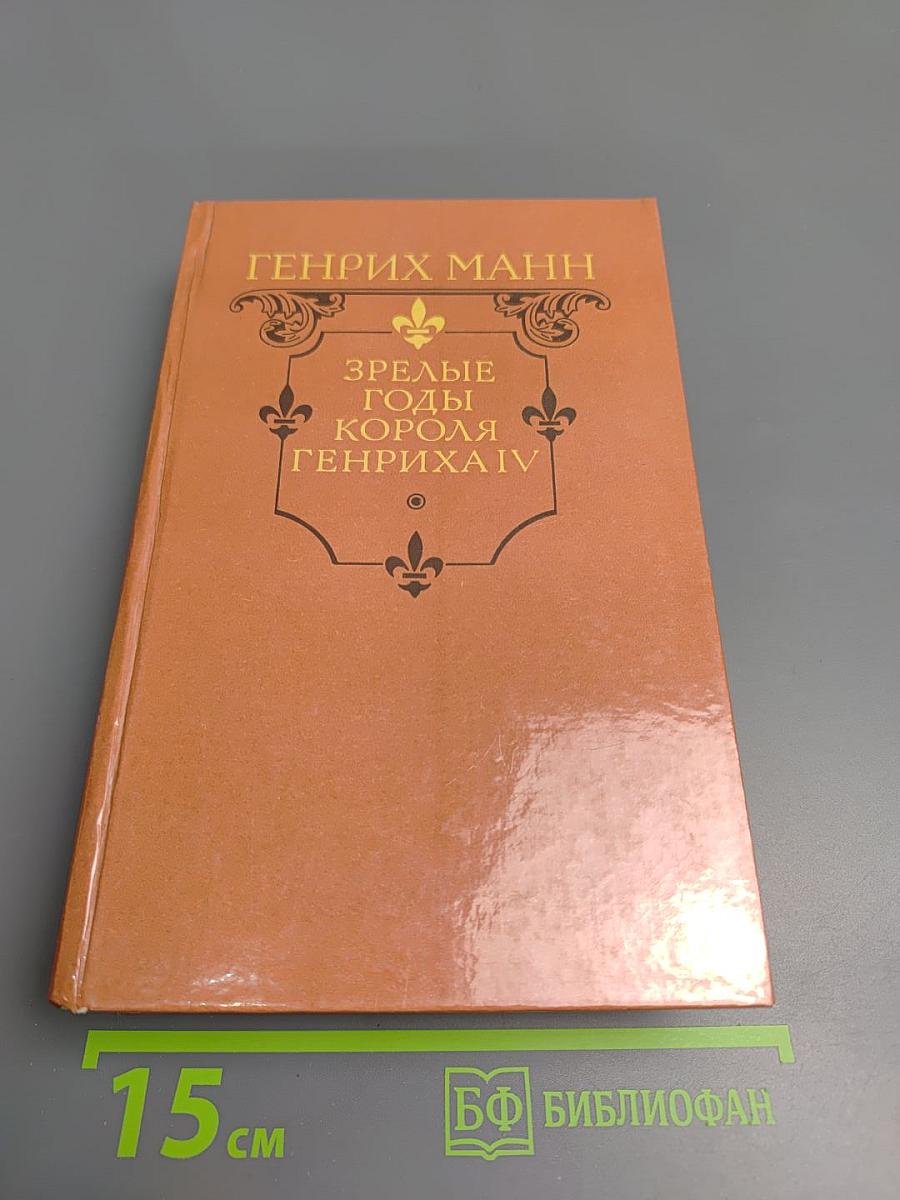 ГЕНРИХ МАНН
ЗРЕЛЫЕ
ГОДЫ
КОРОЛЯ
ГЕНРИХА IV
15 см
БФ БИБЛИОФАН